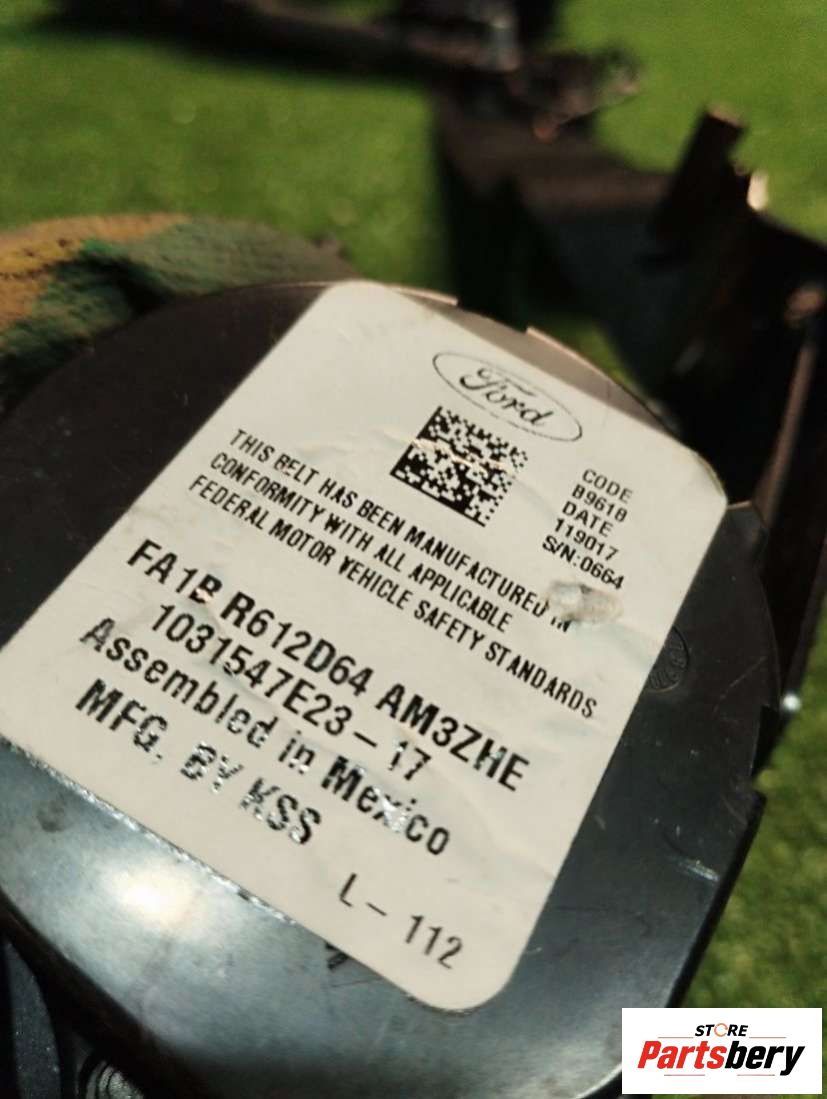 Ford
CODE
B961B
DATE
119017
S/N:0664
THIS BELT HAS BEEN MANUFACTURED IN
CONFORMITY WITH ALL APPLICABLE
FEDERAL MOTOR VEHICLE SAFETY STANDARDS
FA1B R612D64 AM3ZHE
1031547E23-17
Assembled in Mexico
MFG. BY KSS
L-112
STORE
Partsbery